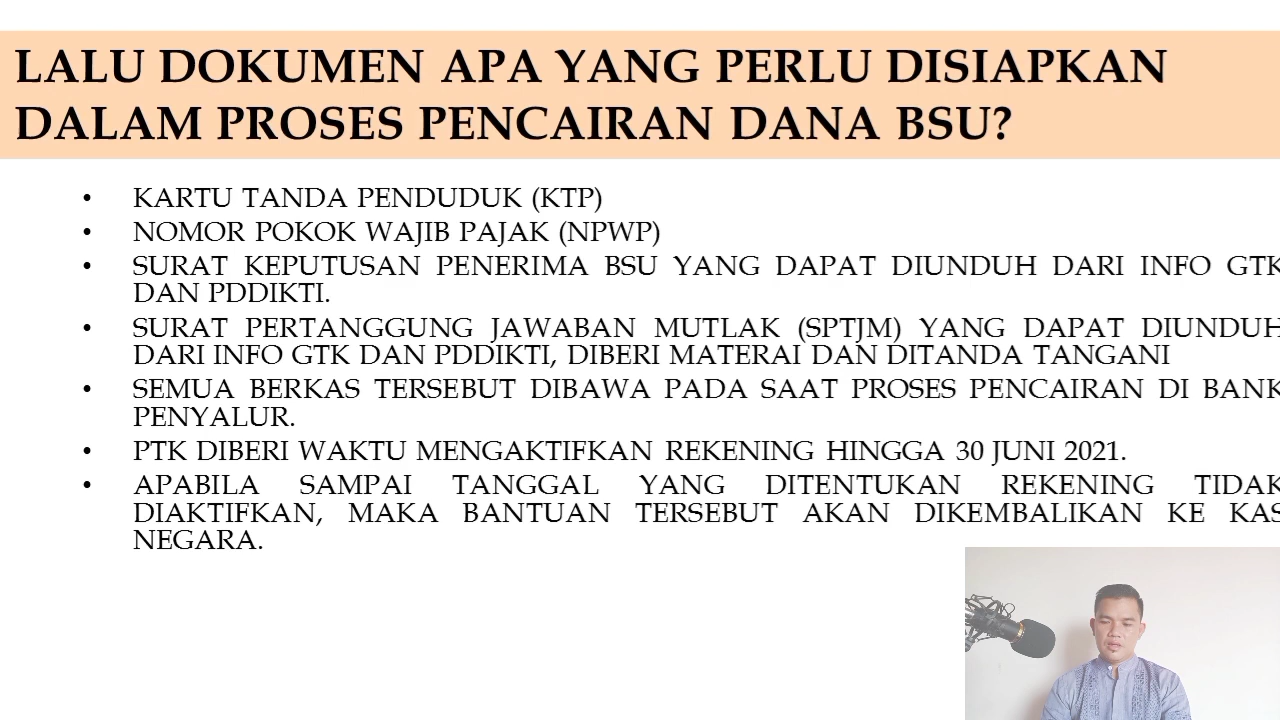 LALU DOKUMEN APA YANG PERLU DISIAPKAN
DALAM PROSES PENCAIRAN DANA BSU?
• KARTU TANDA PENDUDUK (KTP)
• NOMOR POKOK WAJIB PAJAK (NPWP)
• SURAT KEPUTUSAN PENERIMA BSU YANG DAPAT DIUNDUH DARI INFO GTK
DAN PDDIKTI.
• SURAT PERTANGGUNG JAWABAN MUTLAK (SPTJM) YANG DAPAT DIUNDUH
DARI INFO GTK DAN PDDIKTI, DIBERI MATERAI DAN DITANDA TANGANI
• SEMUA BERKAS TERSEBUT DIBAWA PADA SAAT PROSES PENCAIRAN DI BANK
PENYALUR.
• PTK DIBERI WAKTU MENGAKTIFKAN REKENING HINGGA 30 JUNI 2021.
• APABILA SAMPAI TANGGAL YANG DITENTUKAN REKENING TIDAK
DIAKTIFKAN, MAKA BANTUAN TERSEBUT AKAN DIKEMBALIKAN KE KAS
NEGARA.